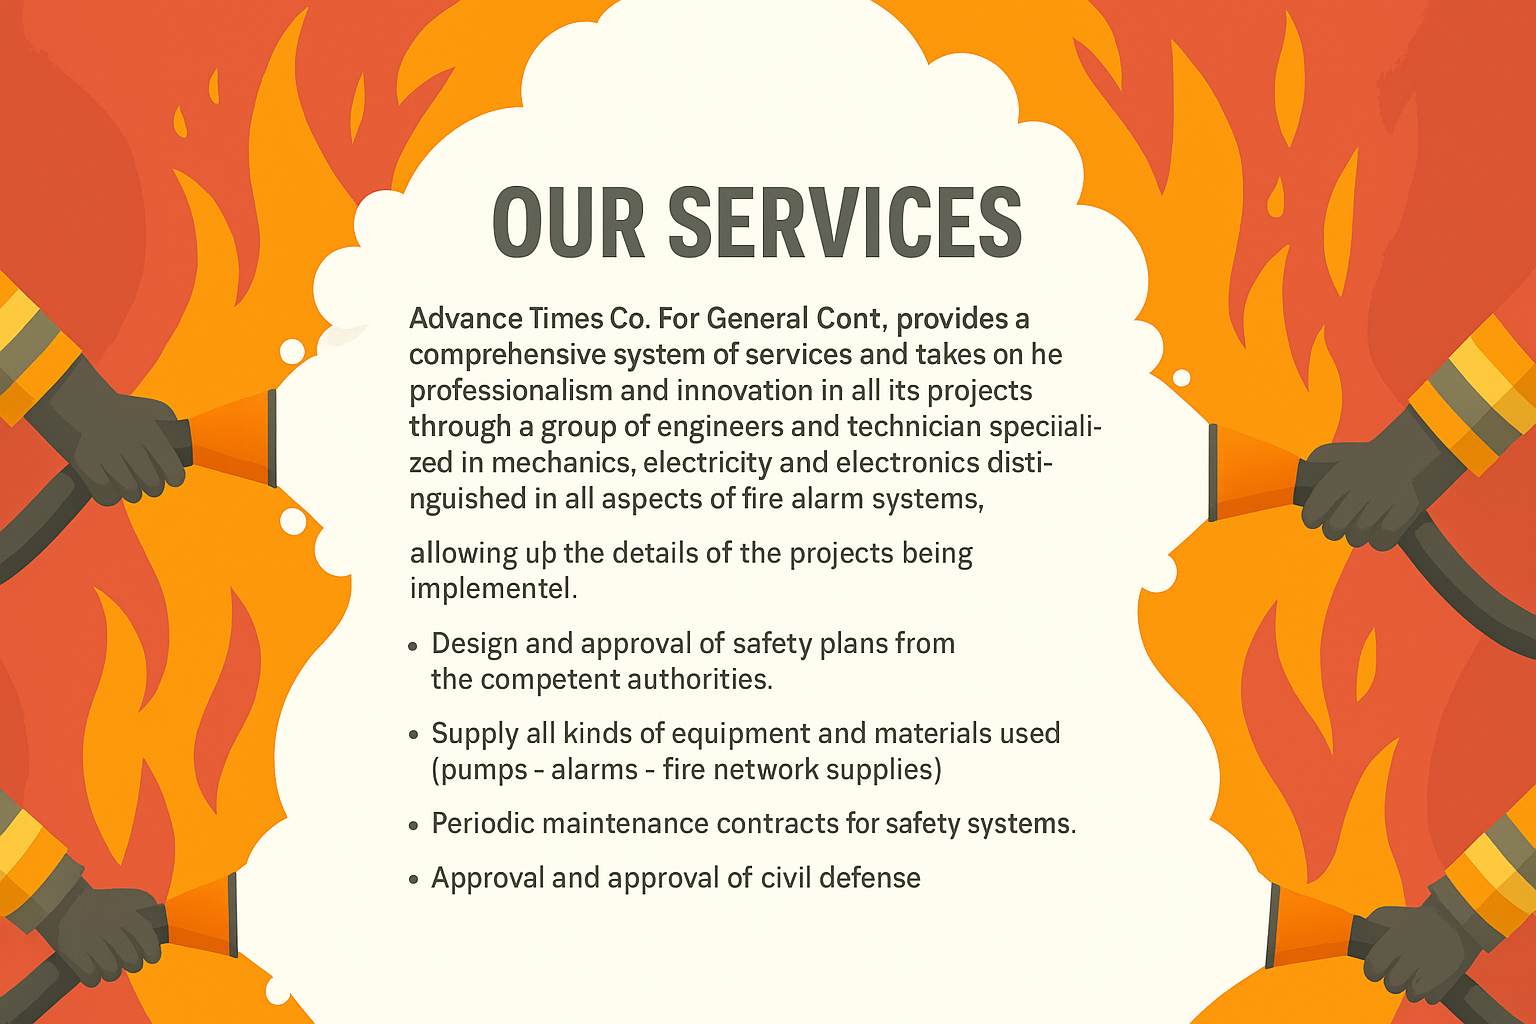 OUR SERVICES
Advance Times Co. For General Cont, provides a
comprehensive system of services and takes on he
professionalism and innovation in all its projects
through a group of engineers and technician speciiali-
zed in mechanics, electricity and electronics disti-
nguished in all aspects of fire alarm systems,
allowing uþ the details of the projects being
implementel.
• Design and approval of safety plans from
the competent authorities.
• Supply all kinds of equipment and materials used
(pumps - alarms - fire network supplies)
• Periodic maintenance contracts for safety systems.
• Approval and approval of civil defense